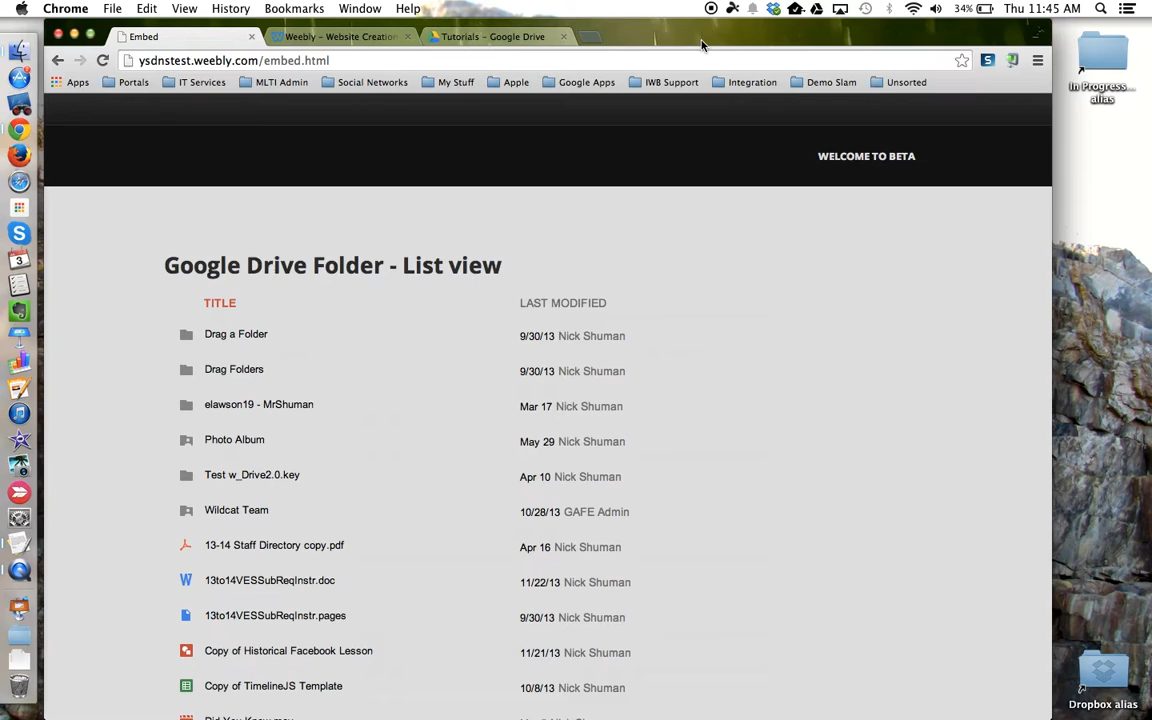 Chrome File Edit View History Bookmarks Window Help 34% Thu 11:45 AM
Embed Weebly - Website Creation Tutorials - Google Drive
ysdnstest.weebly.com/embed.html
Apps Portals IT Services MLTI Admin Social Networks My Stuff Apple Google Apps IWB Support Integration Demo Slam Unsorted
In Progress... alias
WELCOME TO BETA
Google Drive Folder - List view
TITLE LAST MODIFIED
Drag a Folder 9/30/13 Nick Shuman
Drag Folders 9/30/13 Nick Shuman
elawson19 - MrShuman Mar 17 Nick Shuman
Photo Album May 29 Nick Shuman
Test w_Drive2.0.key Apr 10 Nick Shuman
Wildcat Team 10/28/13 GAFE Admin
13-14 Staff Directory copy.pdf Apr 16 Nick Shuman
13to14VESSubReqInstr.doc 11/22/13 Nick Shuman
13to14VESSubReqInstr.pages 9/30/13 Nick Shuman
Copy of Historical Facebook Lesson 11/21/13 Nick Shuman
Copy of TimelineJS Template 10/8/13 Nick Shuman
Dropbox alias